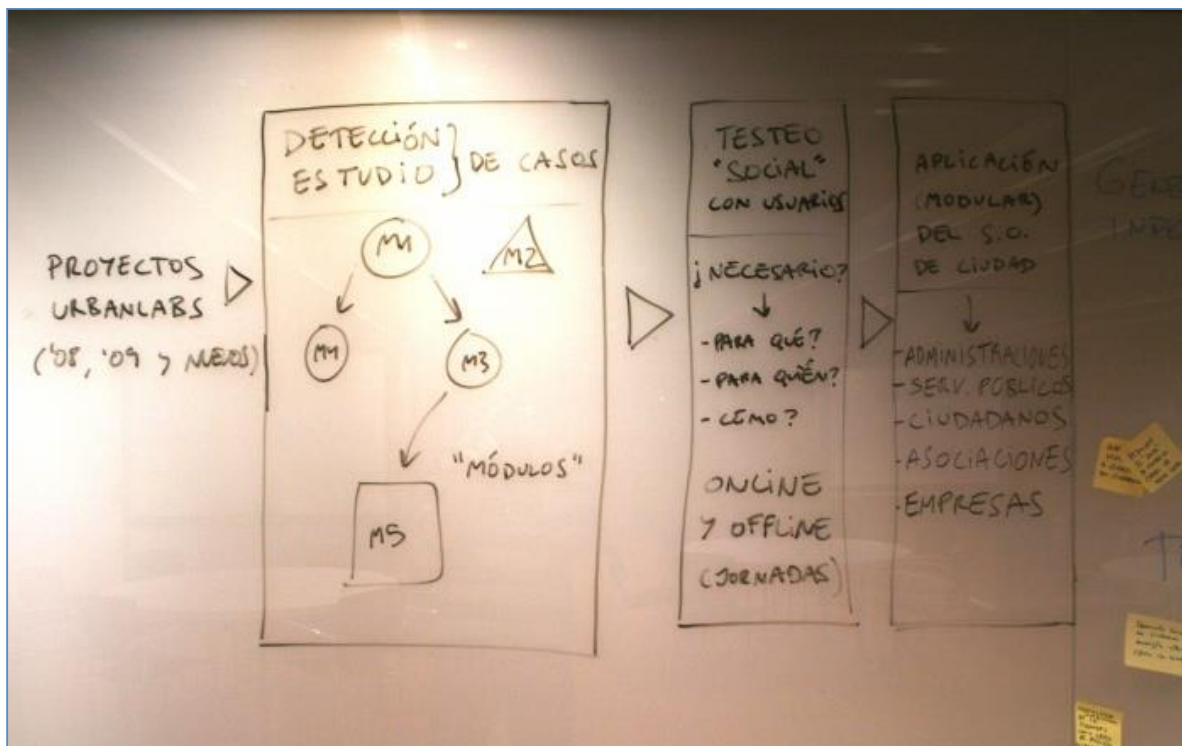 PROYECTOS
URBANLABS
('08, '09 y NUEVOS)
DETECCIÓN
ESTUDIO } DE CASOS
M1
M2
M4
M3
"MÓDULOS"
M5
TESTEO
"SOCIAL"
CON USUARIOS
¿NECESARIO?
- PARA QUÉ?
- PARA QUIÉN?
- CÓMO?
ONLINE
Y OFFLINE
(JORNADAS)
APLICACIÓN
(MODULAR)
DEL S.O.
DE CIUDAD
- ADMINISTRACIONES
- SERV. PÚBLICOS
- CIUDADANOS
- ASOCIACIONES
- EMPRESAS